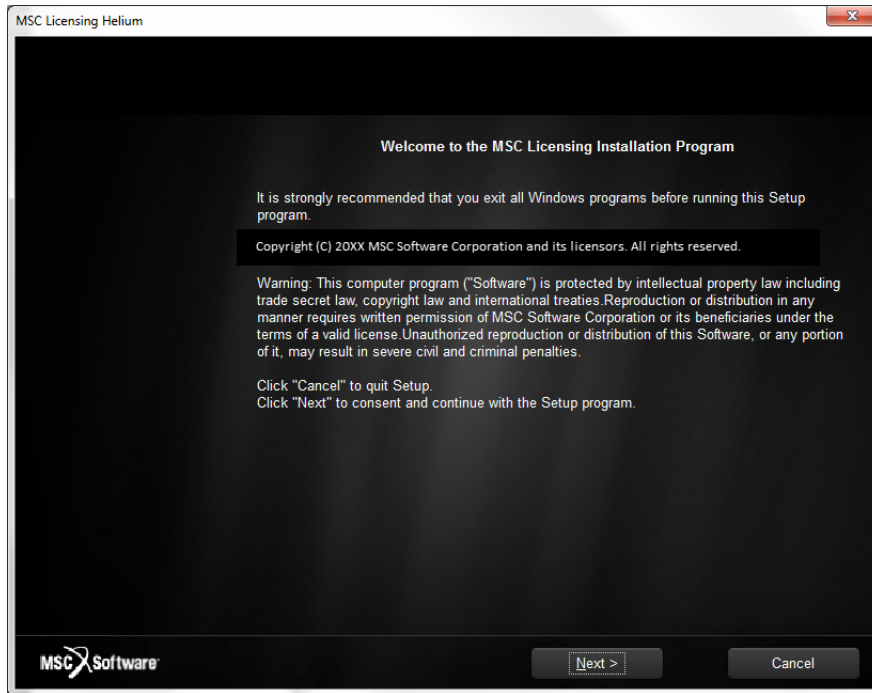 MSC Licensing Helium
Welcome to the MSC Licensing Installation Program
It is strongly recommended that you exit all Windows programs before running this Setup
program.
Copyright (C) 20XX MSC Software Corporation and its licensors. All rights reserved.
Warning: This computer program ("Software") is protected by intellectual property law including
trade secret law, copyright law and international treaties.Reproduction or distribution in any
manner requires written permission of MSC Software Corporation or its beneficiaries under the
terms of a valid license.Unauthorized reproduction or distribution of this Software, or any portion
of it, may result in severe civil and criminal penalties.
Click "Cancel" to quit Setup.
Click "Next" to consent and continue with the Setup program.
MSC Software
Next >
Cancel